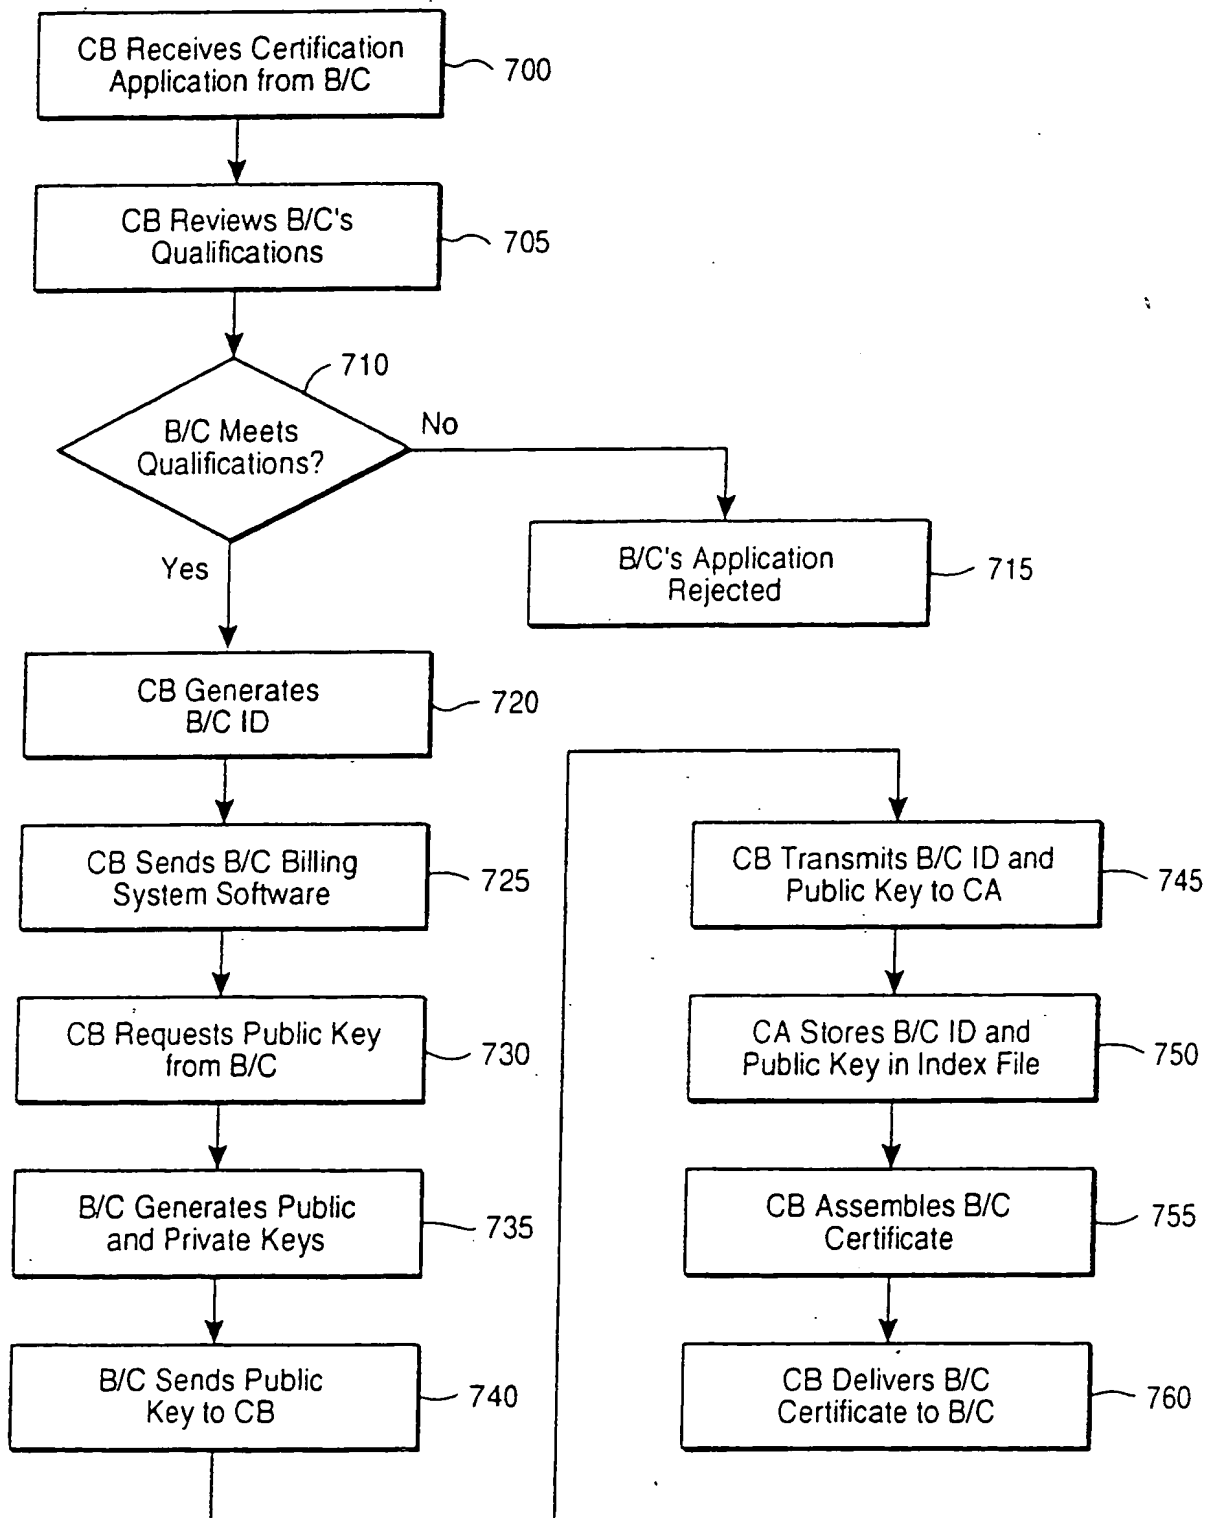 CB Receives Certification
Application from B/C
700
CB Reviews B/C's
Qualifications
705
710
B/C Meets
Qualifications?
No
Yes
B/C's Application
Rejected
715
CB Generates
B/C ID
720
CB Sends B/C Billing
System Software
725
CB Requests Public Key
from B/C
730
B/C Generates Public
and Private Keys
735
B/C Sends Public
Key to CB
740
CB Transmits B/C ID and
Public Key to CA
745
CA Stores B/C ID and
Public Key in Index File
750
CB Assembles B/C
Certificate
755
CB Delivers B/C
Certificate to B/C
760